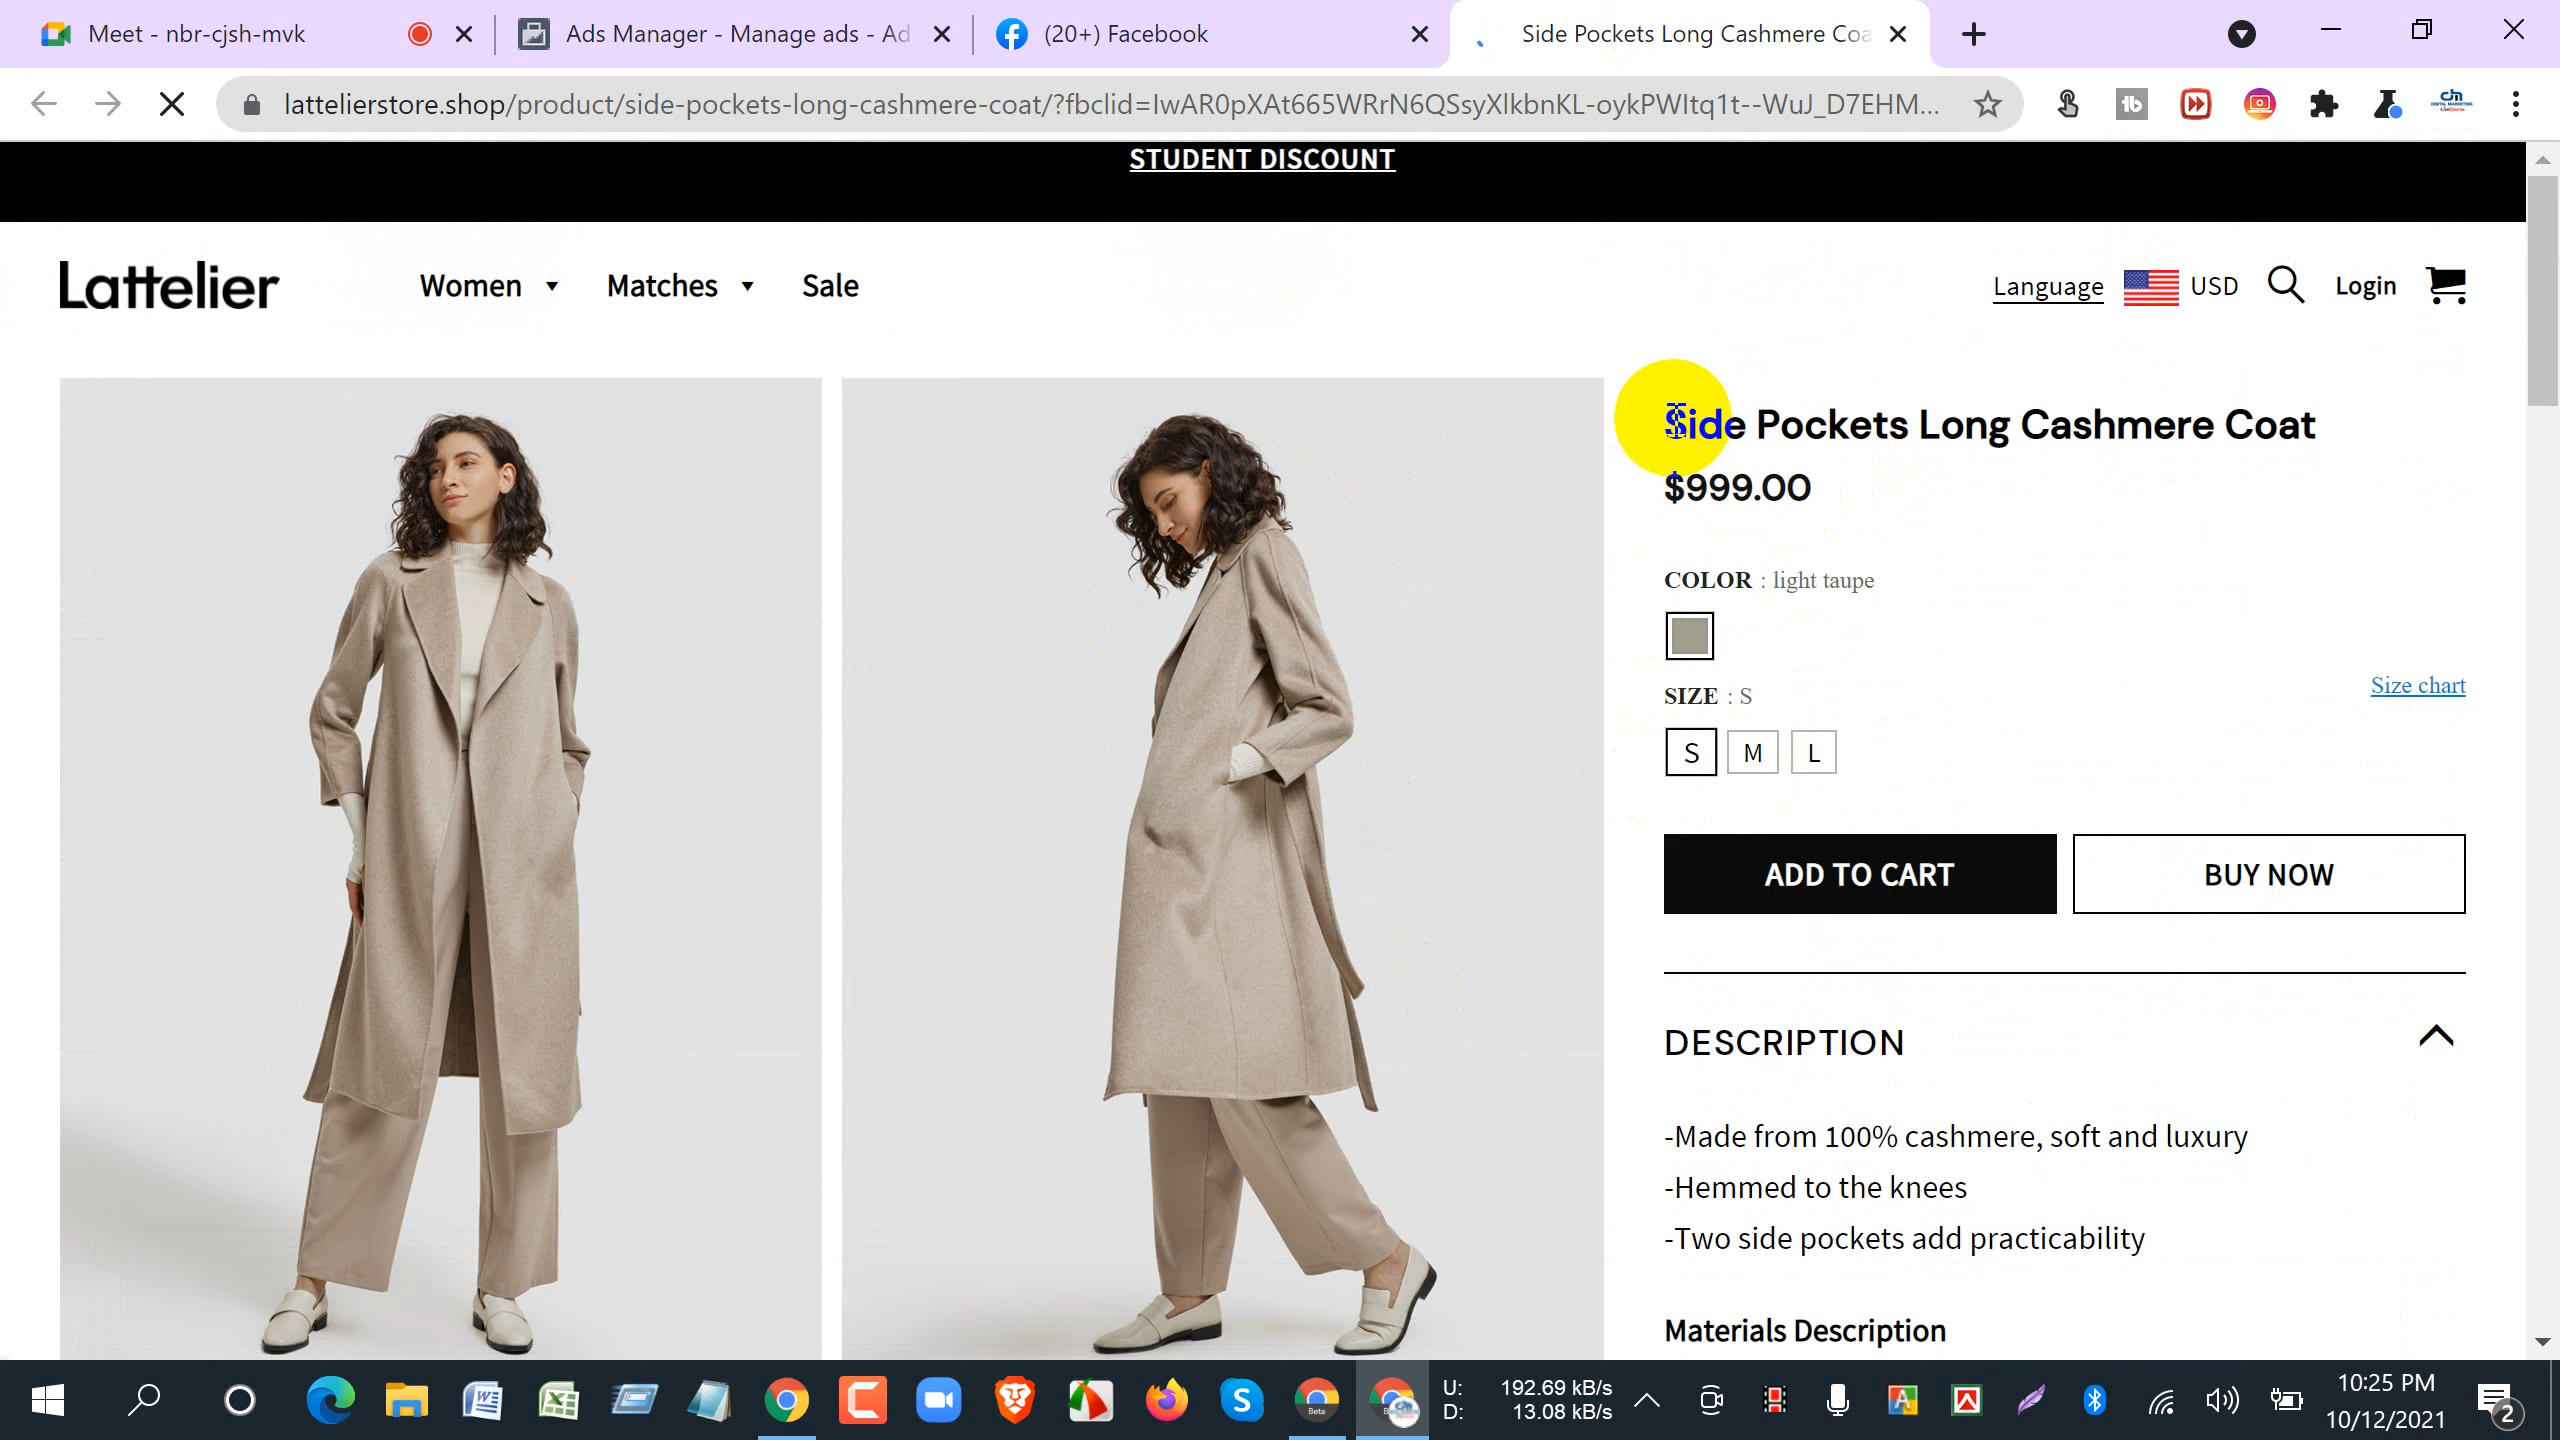 Meet - nbr-cjsh-mvk
Ads Manager - Manage ads - Ad
(20+) Facebook
Side Pockets Long Cashmere Coa
lattelierstore.shop/product/side-pockets-long-cashmere-coat/?fbclid=IwAR0pXAt665WRrN6QSsyXlkbnKL-oykPWItq1t--WuJ_D7EHM...
STUDENT DISCOUNT
Lattelier
Women
Matches
Sale
Language
USD
Login
Side Pockets Long Cashmere Coat
$999.00
COLOR : light taupe
SIZE : S
Size chart
S
M
L
ADD TO CART
BUY NOW
DESCRIPTION
-Made from 100% cashmere, soft and luxury
-Hemmed to the knees
-Two side pockets add practicability
Materials Description
U: 192.69 kB/s
D: 13.08 kB/s
10:25 PM
10/12/2021
2